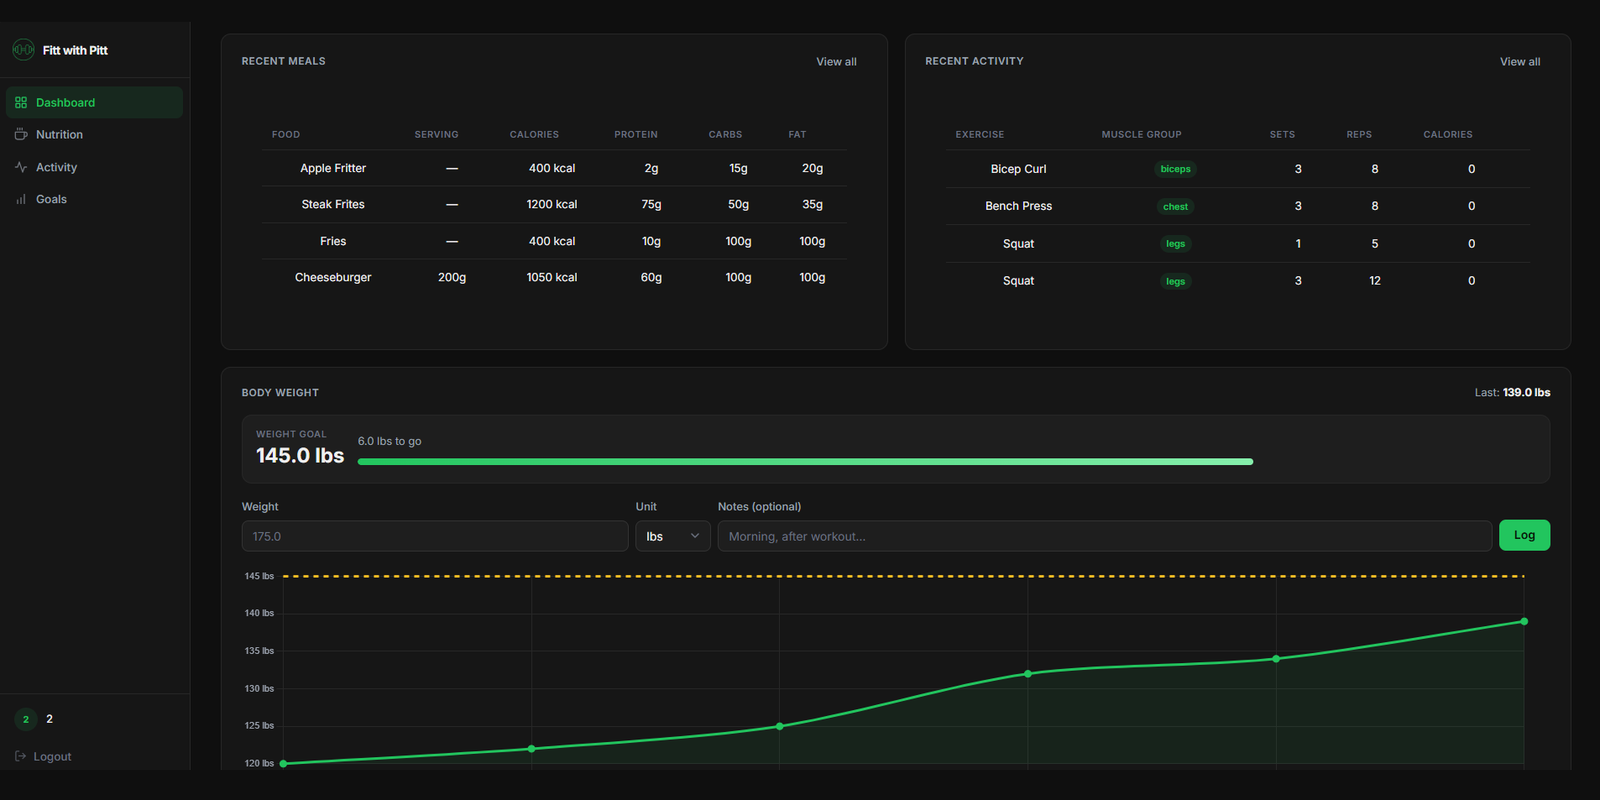 Fitt with Pitt
Dashboard
Nutrition
Activity
Goals
2 2
Logout
RECENT MEALS View all
FOOD SERVING CALORIES PROTEIN CARBS FAT
Apple Fritter — 400 kcal 2g 15g 20g
Steak Frites — 1200 kcal 75g 50g 35g
Fries — 400 kcal 10g 100g 100g
Cheeseburger 200g 1050 kcal 60g 100g 100g
RECENT ACTIVITY View all
EXERCISE MUSCLE GROUP SETS REPS CALORIES
Bicep Curl biceps 3 8 0
Bench Press chest 3 8 0
Squat legs 1 5 0
Squat legs 3 12 0
BODY WEIGHT Last: 139.0 lbs
WEIGHT GOAL
145.0 lbs
6.0 lbs to go
Weight Unit Notes (optional)
175.0 lbs Morning, after workout... Log
145 lbs
140 lbs
135 lbs
130 lbs
125 lbs
120 lbs